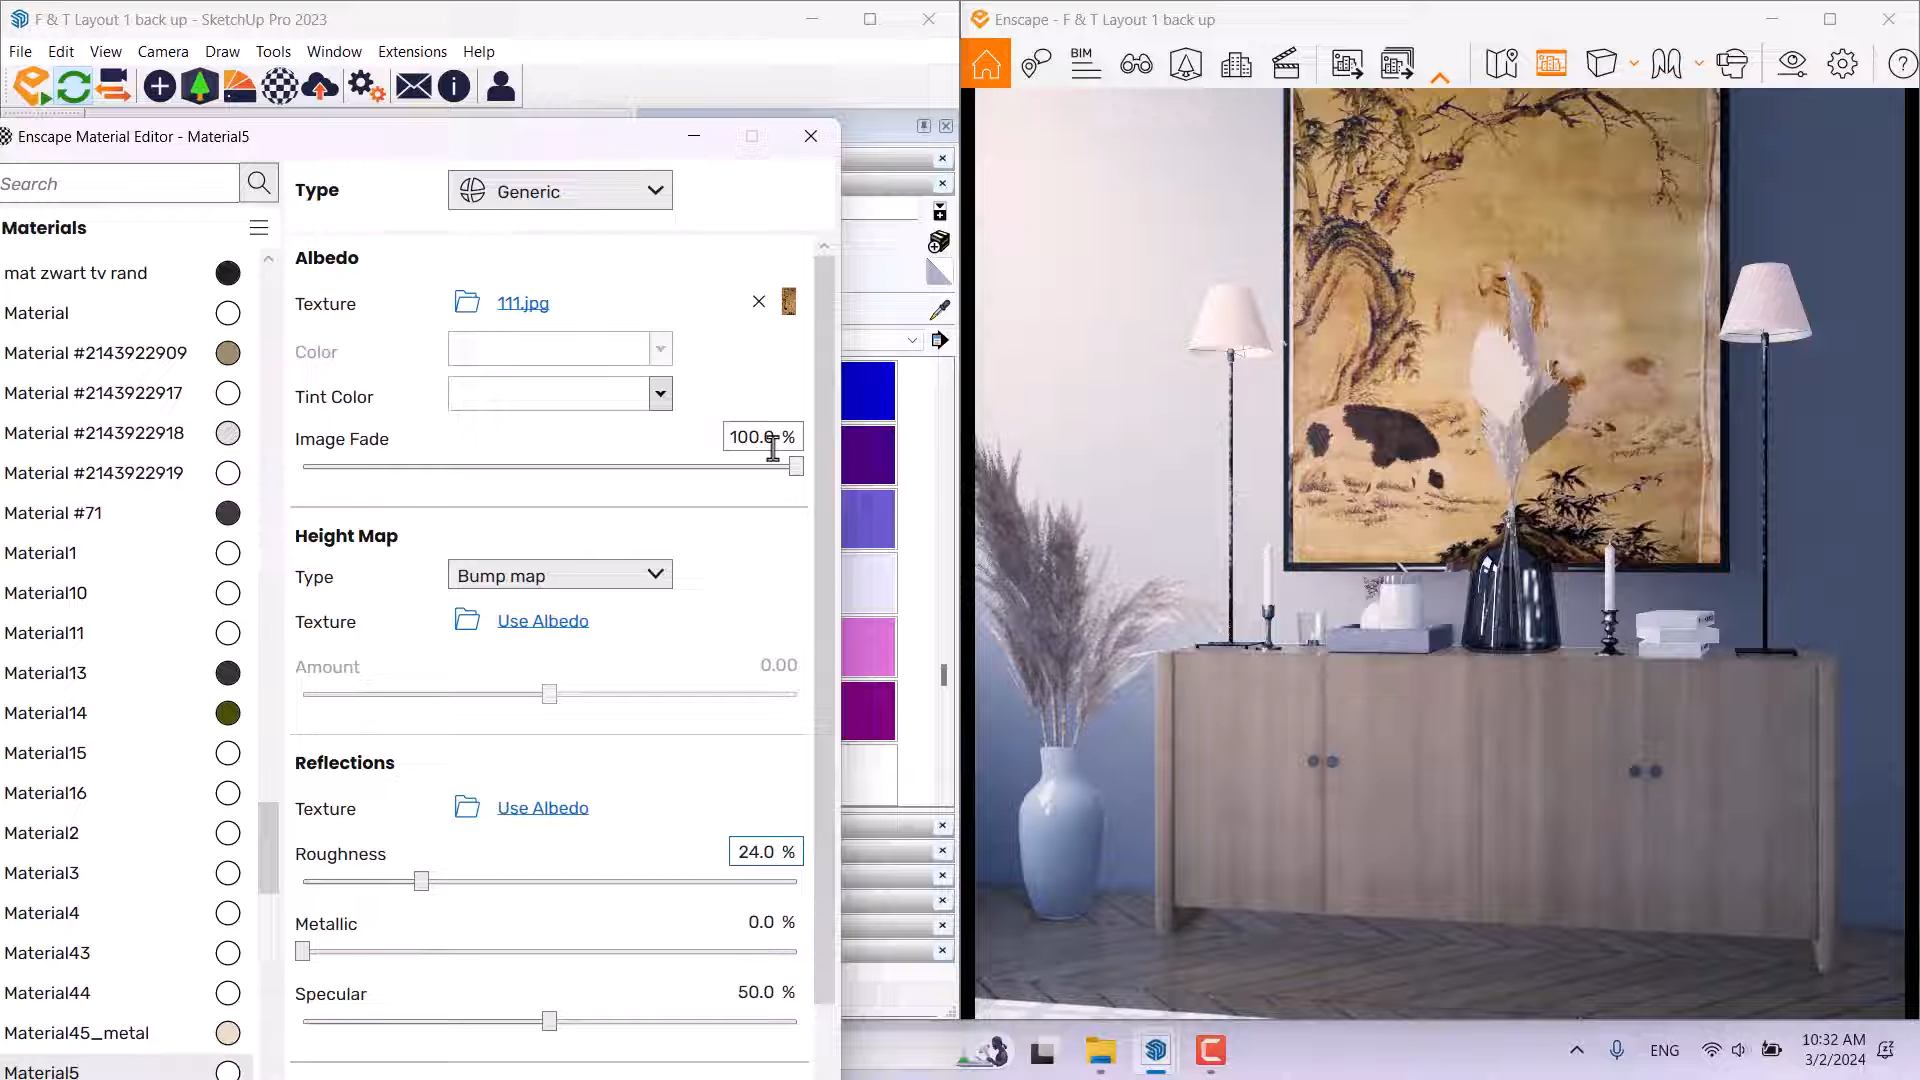 F & T Layout 1 back up - SketchUp Pro 2023
File Edit View Camera Draw Tools Window Extensions Help
Enscape Material Editor - Material5
Search
Materials
mat zwart tv rand
Material
Material #2143922909
Material #2143922917
Material #2143922918
Material #2143922919
Material #71
Material1
Material10
Material11
Material13
Material14
Material15
Material16
Material2
Material3
Material4
Material43
Material44
Material45_metal
Material5
Type Generic
Albedo
Texture 111.jpg
Color
Tint Color
Image Fade 100.0 %
Height Map
Type Bump map
Texture Use Albedo
Amount 0.00
Reflections
Texture Use Albedo
Roughness 24.0 %
Metallic 0.0 %
Specular 50.0 %
Enscape - F & T Layout 1 back up
BIM
ENG
10:32 AM
3/2/2024